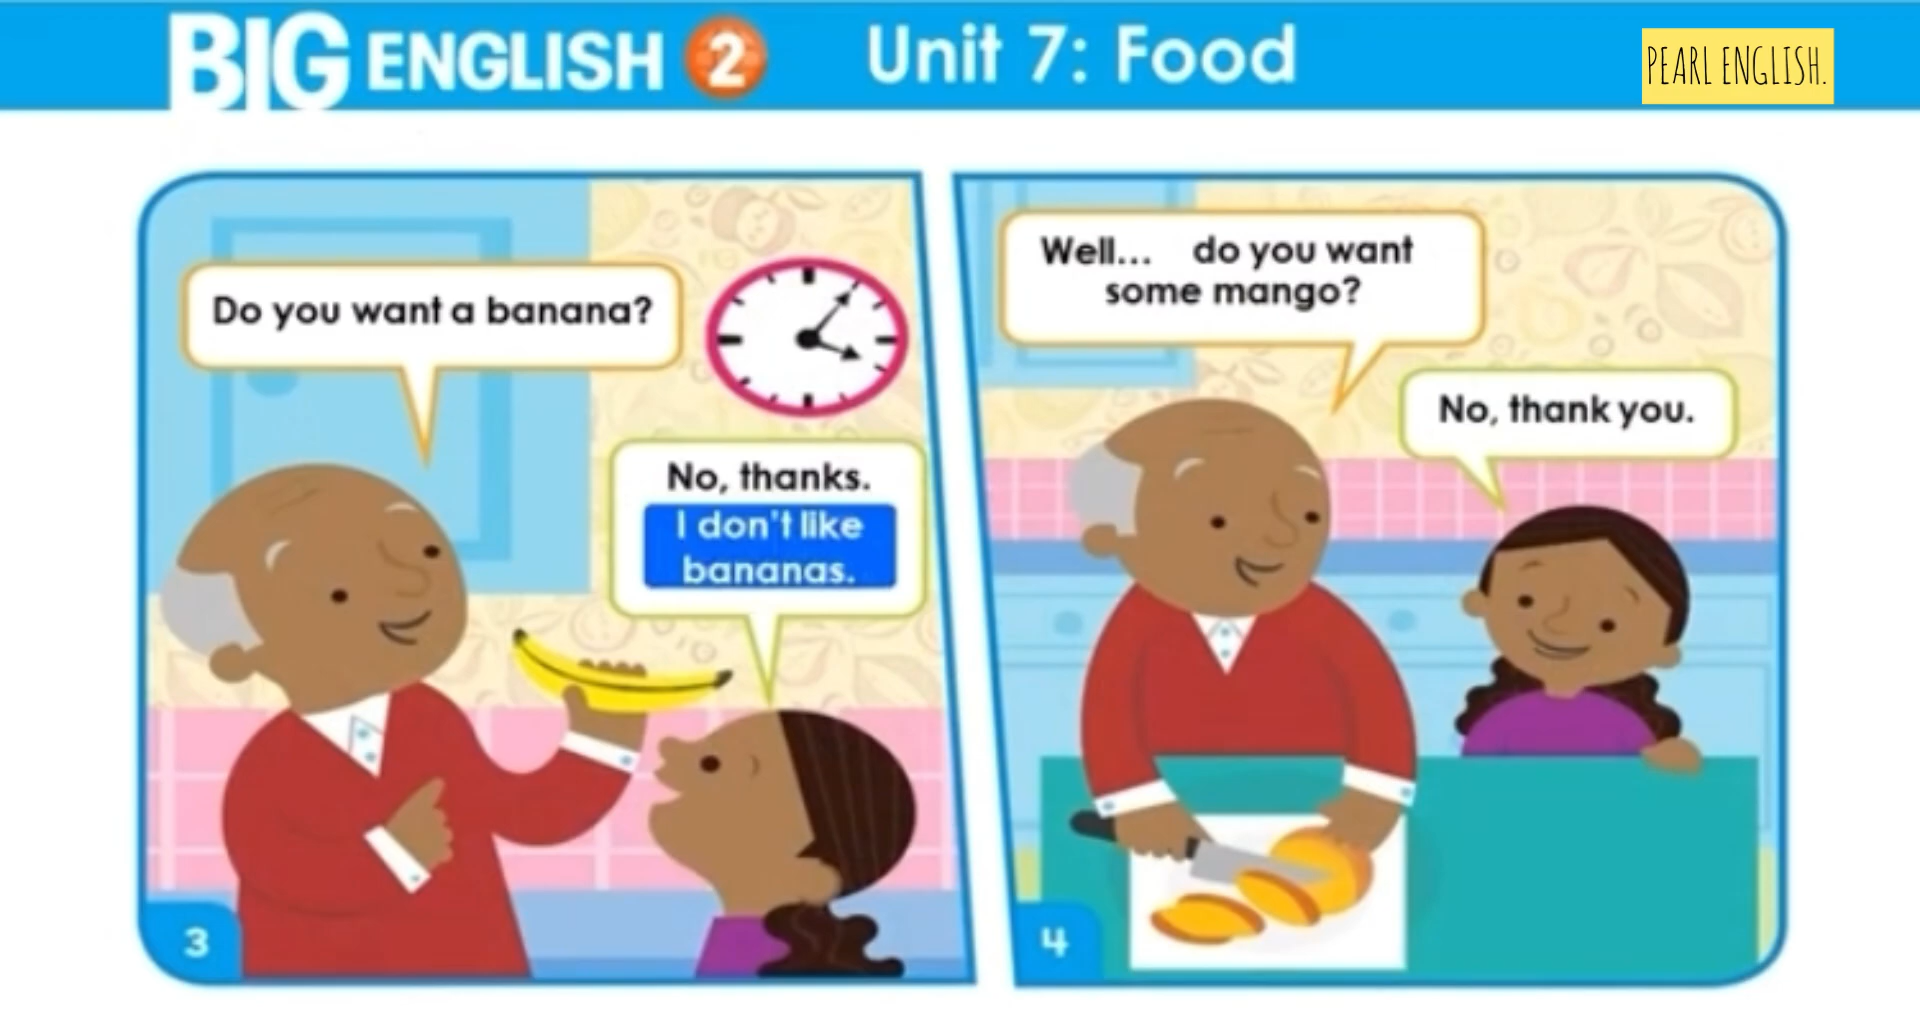 BIG ENGLISH 2
Unit 7: Food
PEARL ENGLISH.
Do you want a banana?
No, thanks.
I don't like
bananas.
3
Well... do you want
some mango?
No, thank you.
4